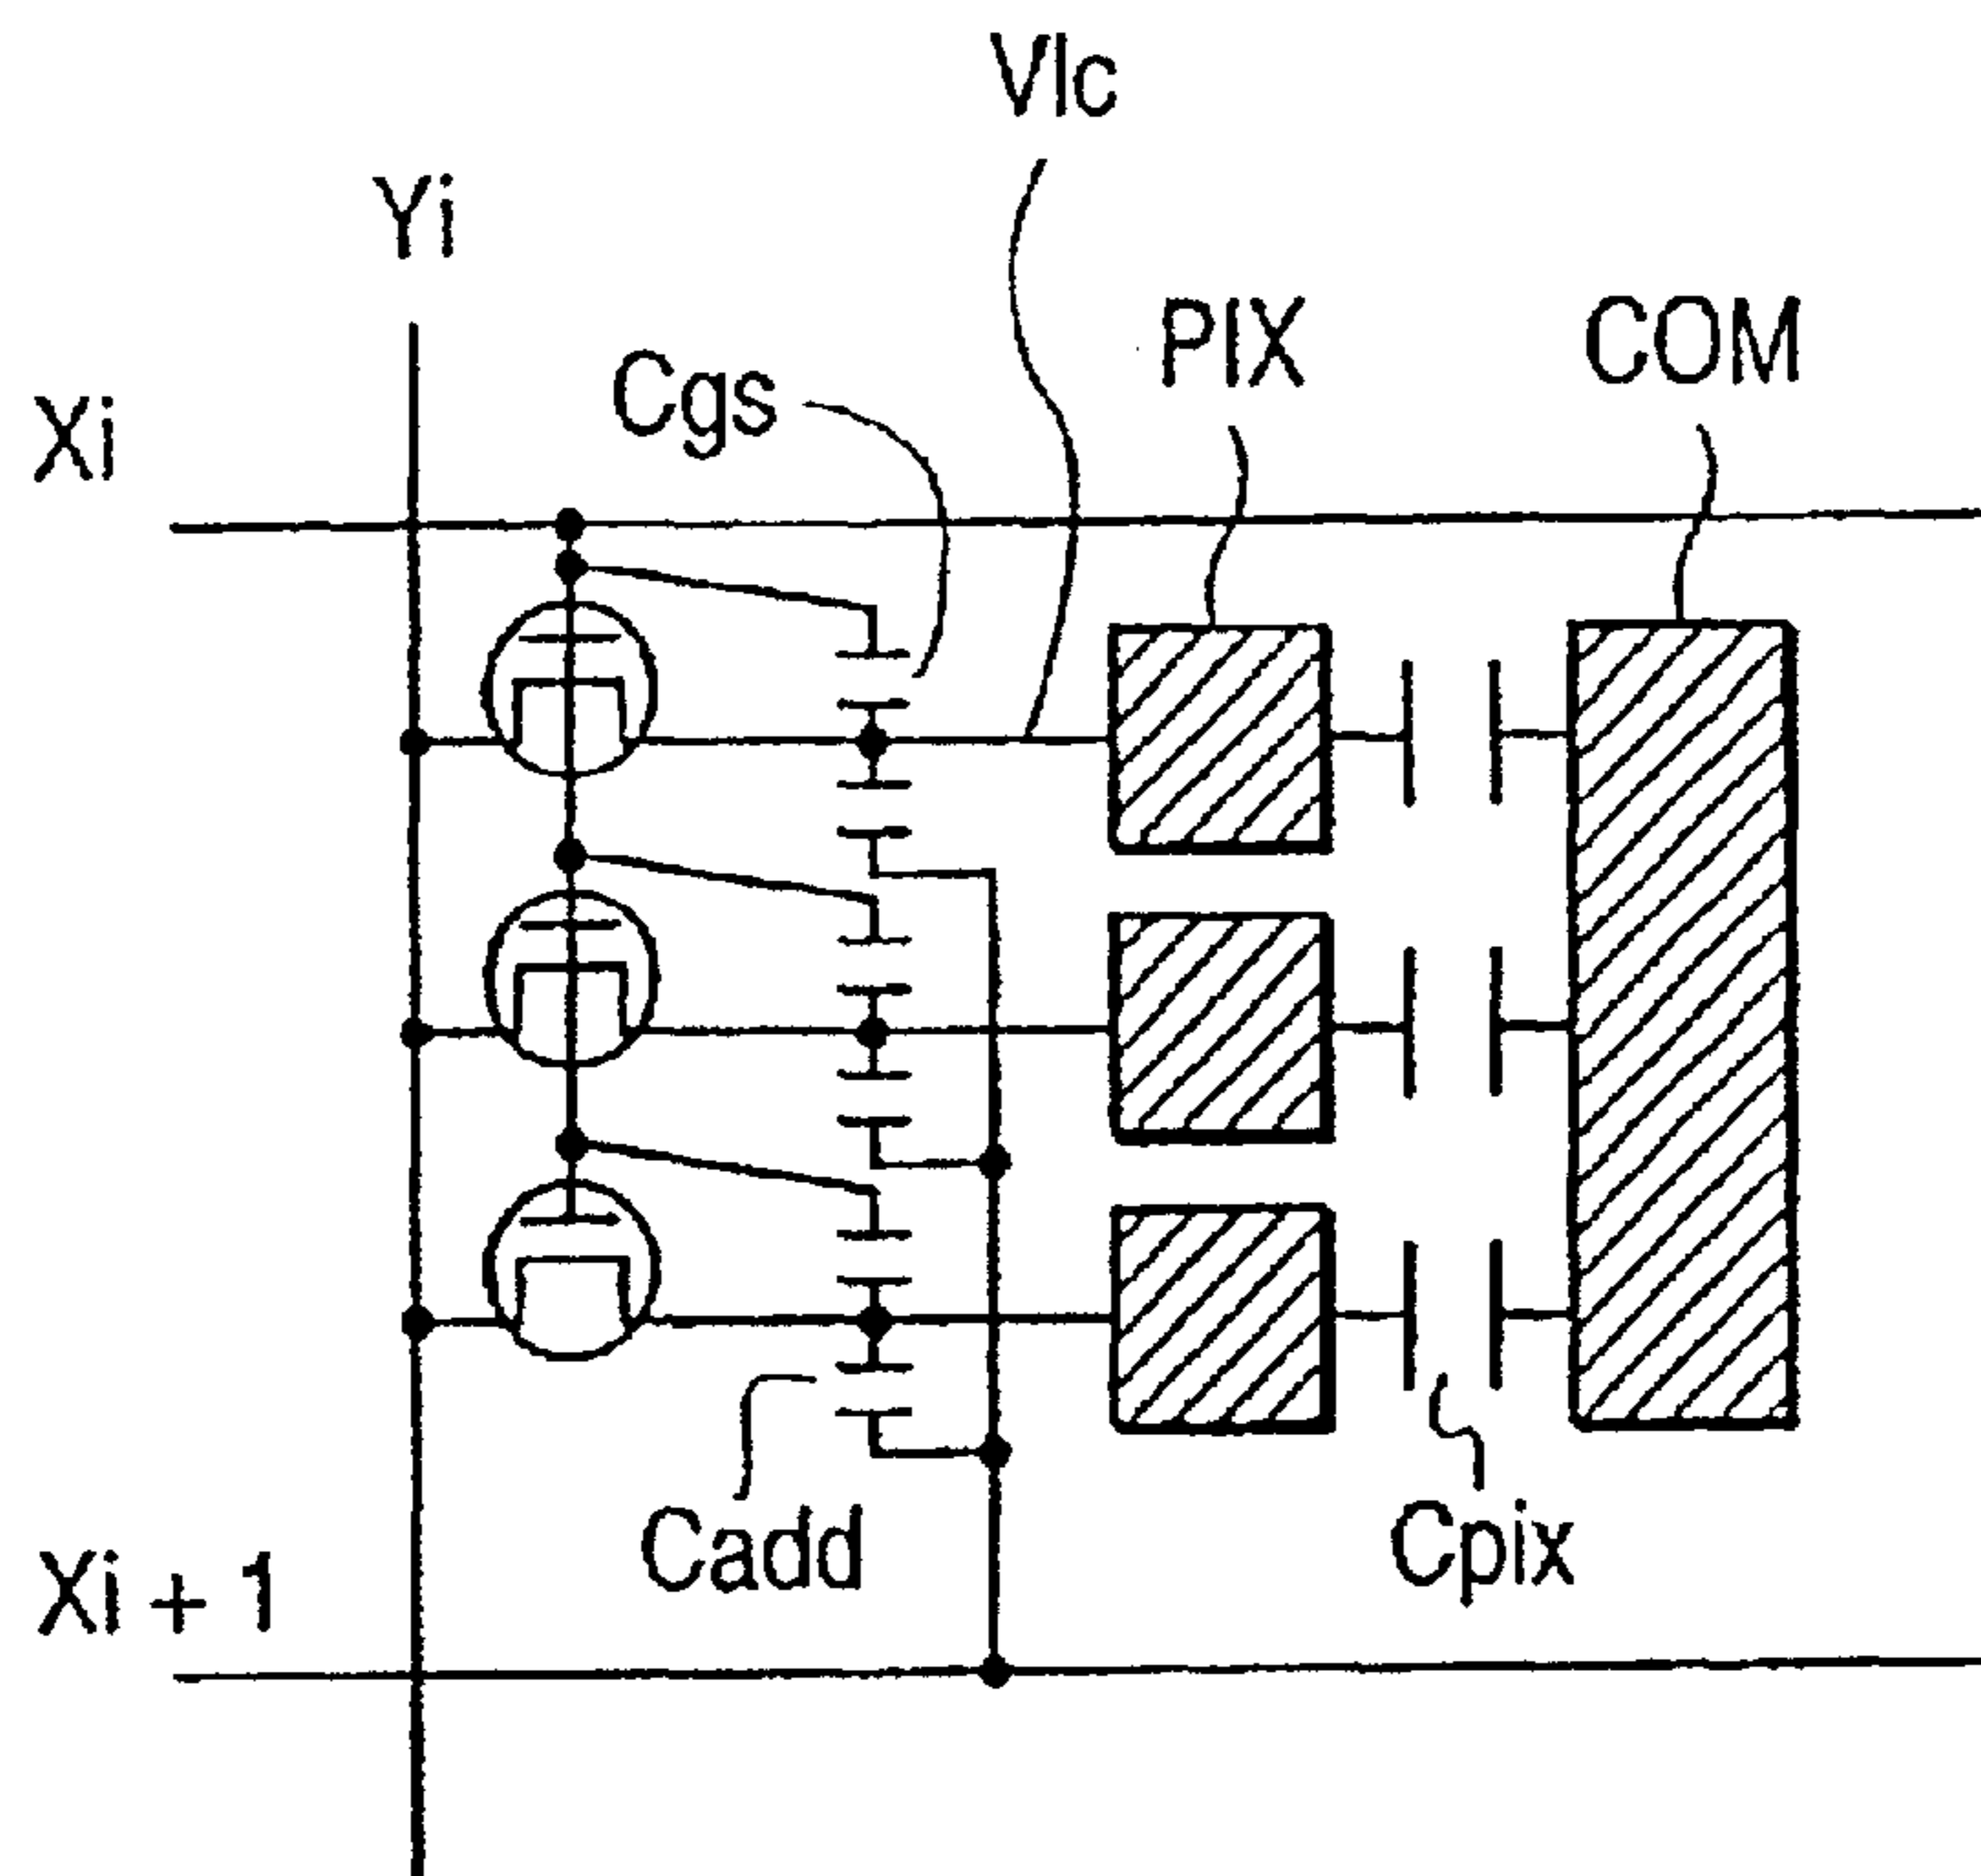 Vlc
Yi
PIX
COM
Cgs
Xi
Cadd
Cpix
Xi + 1